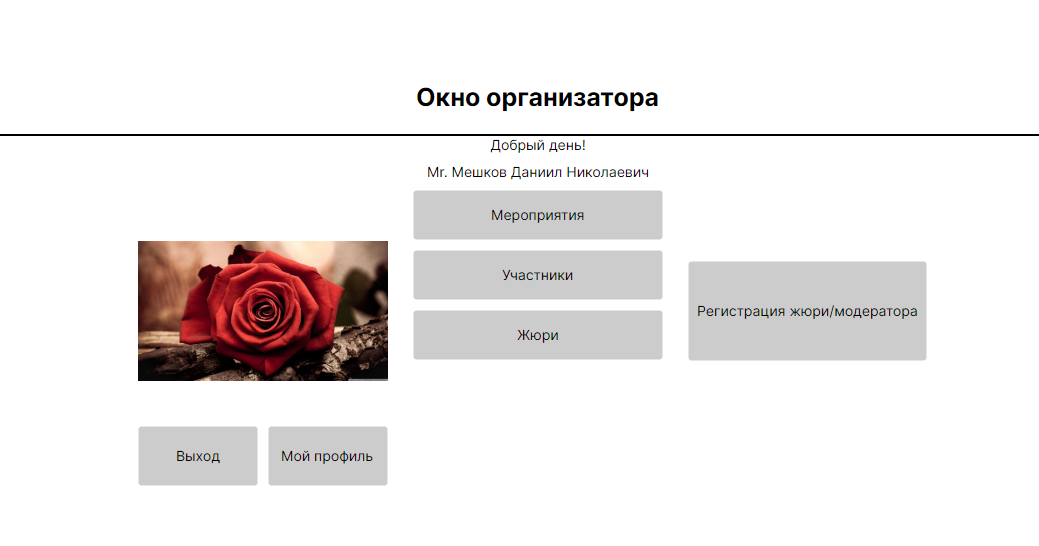 Окно организатора
Добрый день!
Mr. Мешков Даниил Николаевич
Мероприятия
Участники
Жюри
Регистрация жюри/модератора
Выход
Мой профиль